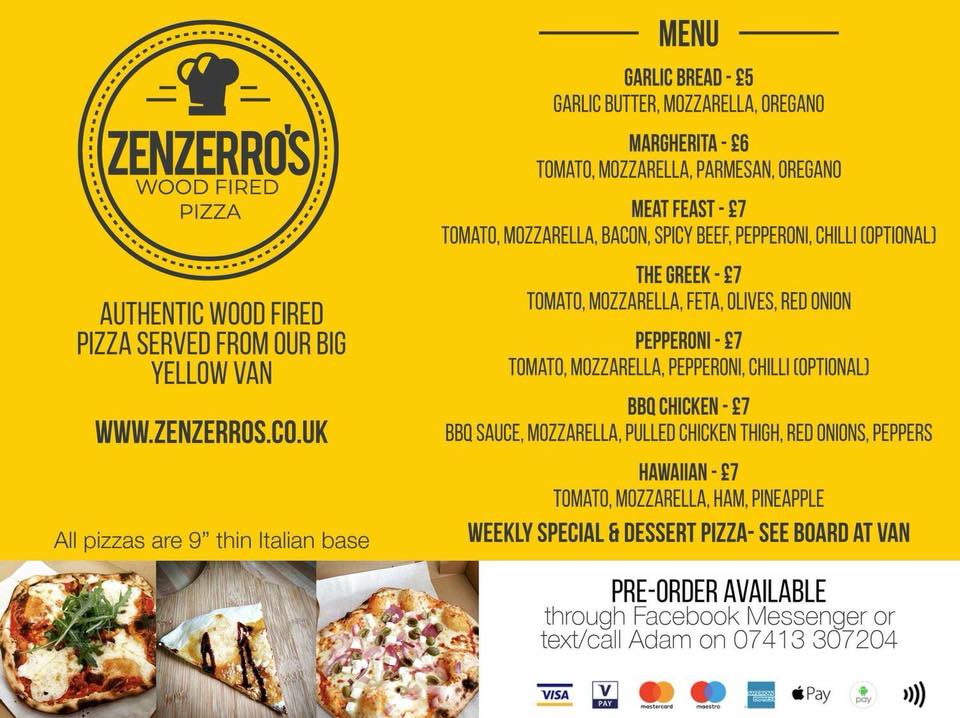 ZENZERRO'S
WOOD FIRED
PIZZA
AUTHENTIC WOOD FIRED
PIZZA SERVED FROM OUR BIG
YELLOW VAN
WWW.ZENZERROS.CO.UK
All pizzas are 9” thin Italian base
MENU
GARLIC BREAD - £5
GARLIC BUTTER, MOZZARELLA, OREGANO
MARGHERITA - £6
TOMATO, MOZZARELLA, PARMESAN, OREGANO
MEAT FEAST - £7
TOMATO, MOZZARELLA, BACON, SPICY BEEF, PEPPERONI, CHILLI (OPTIONAL)
THE GREEK - £7
TOMATO, MOZZARELLA, FETA, OLIVES, RED ONION
PEPPERONI - £7
TOMATO, MOZZARELLA, PEPPERONI, CHILLI (OPTIONAL)
BBQ CHICKEN - £7
BBQ SAUCE, MOZZARELLA, PULLED CHICKEN THIGH, RED ONIONS, PEPPERS
HAWAIIAN - £7
TOMATO, MOZZARELLA, HAM, PINEAPPLE
WEEKLY SPECIAL & DESSERT PIZZA- SEE BOARD AT VAN
PRE-ORDER AVAILABLE
through Facebook Messenger or
text/call Adam on 07413 307204
VISA
V PAY
mastercard
maestro
AMERICAN EXPRESS
Pay
pay